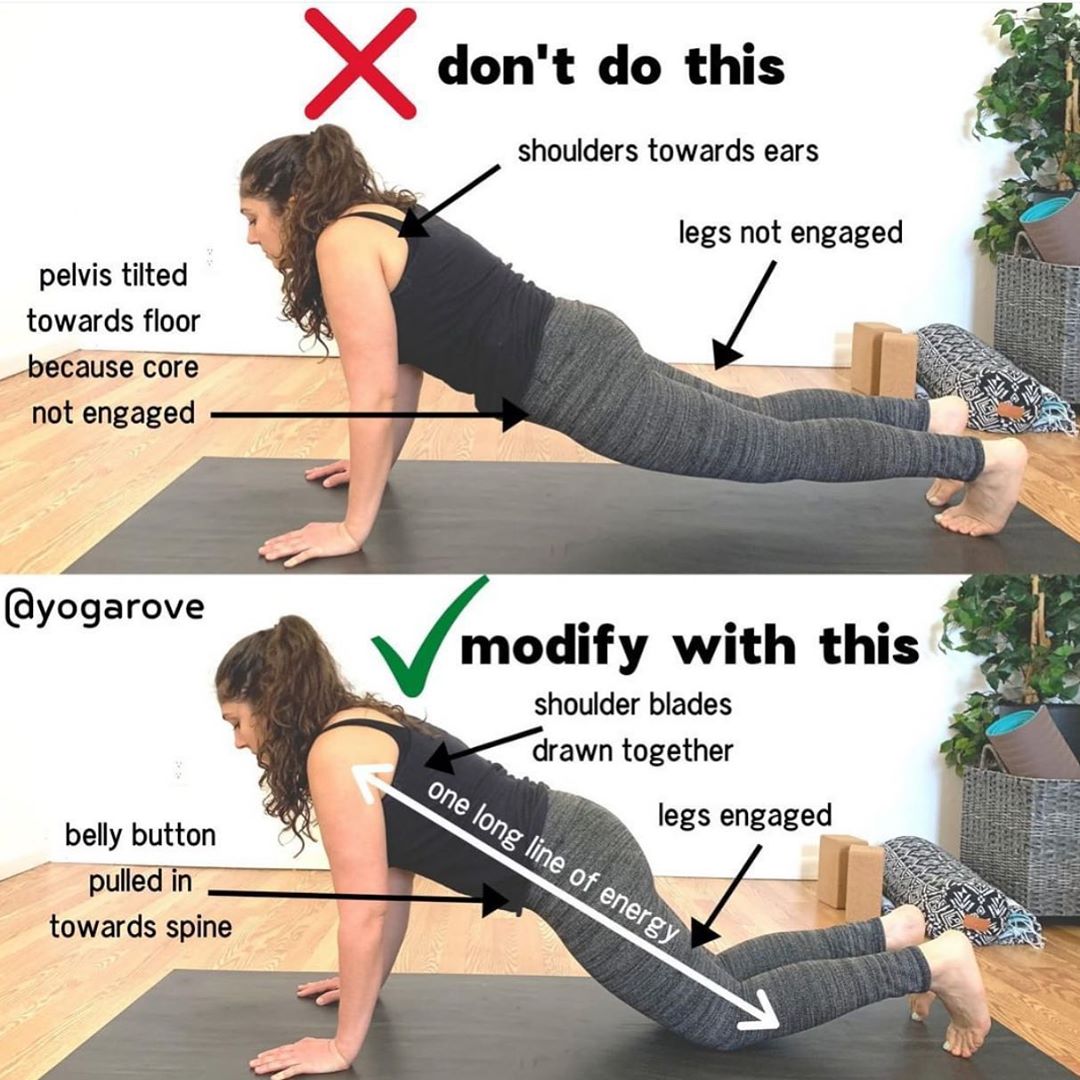 don't do this
shoulders towards ears
legs not engaged
pelvis tilted
towards floor
because core
not engaged
@yogarove
modify with this
shoulder blades
drawn together
one long line of energy
legs engaged
belly button
pulled in
towards spine